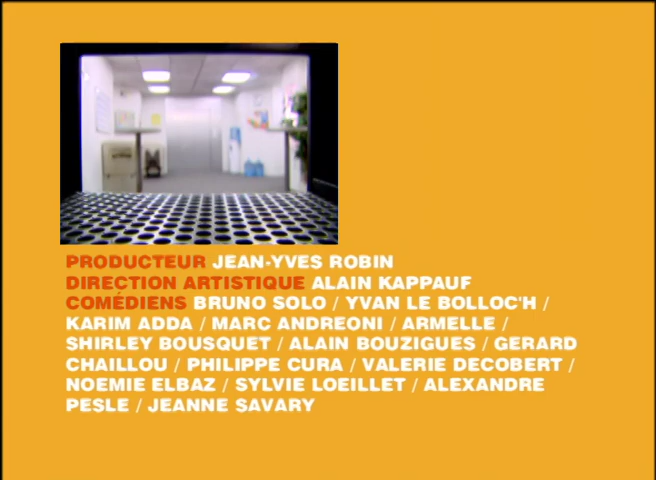 PRODUCTEUR JEAN-YVES ROBIN
DIRECTION ARTISTIQUE ALAIN KAPPAUF
COMÉDIENS BRUNO SOLO / YVAN LE BOLLOC'H /
KARIM ADDA / MARC ANDREONI / ARMELLE /
SHIRLEY BOUSQUET / ALAIN BOUZIGUES / GERARD
CHAILLOU / PHILIPPE CURA / VALERIE DECOBERT /
NOEMIE ELBAZ / SYLVIE LOEILLET / ALEXANDRE
PESLE / JEANNE SAVARY